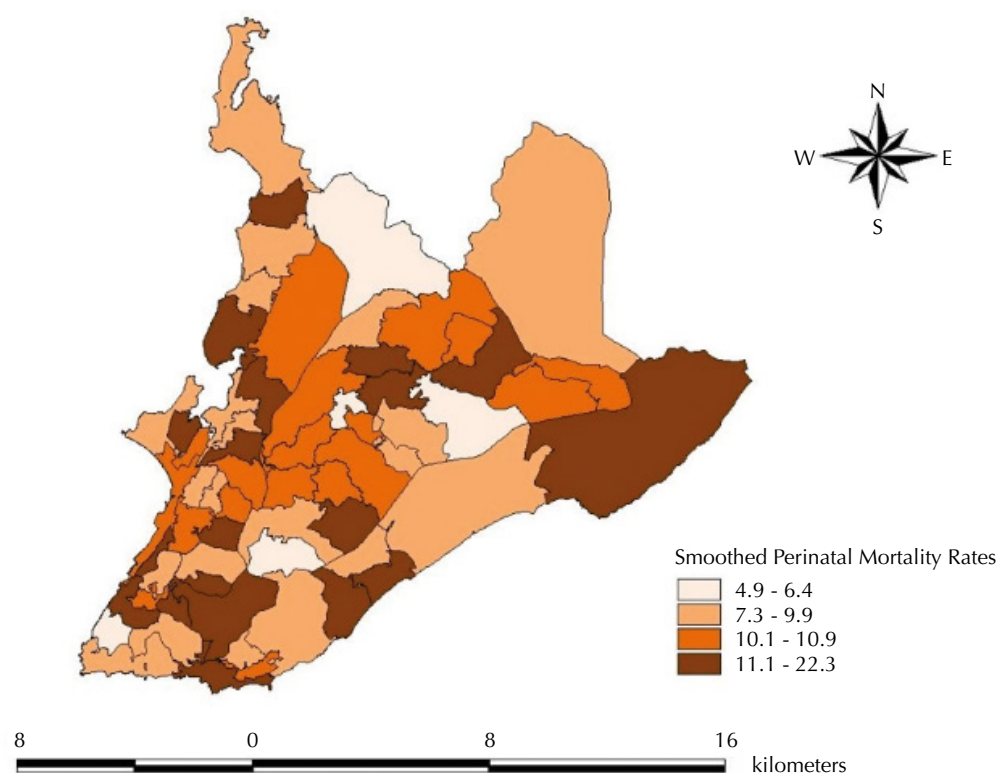 N
W E
S
Smoothed Perinatal Mortality Rates
4.9 - 6.4
7.3 - 9.9
10.1 - 10.9
11.1 - 22.3
8 0 8 16
kilometers